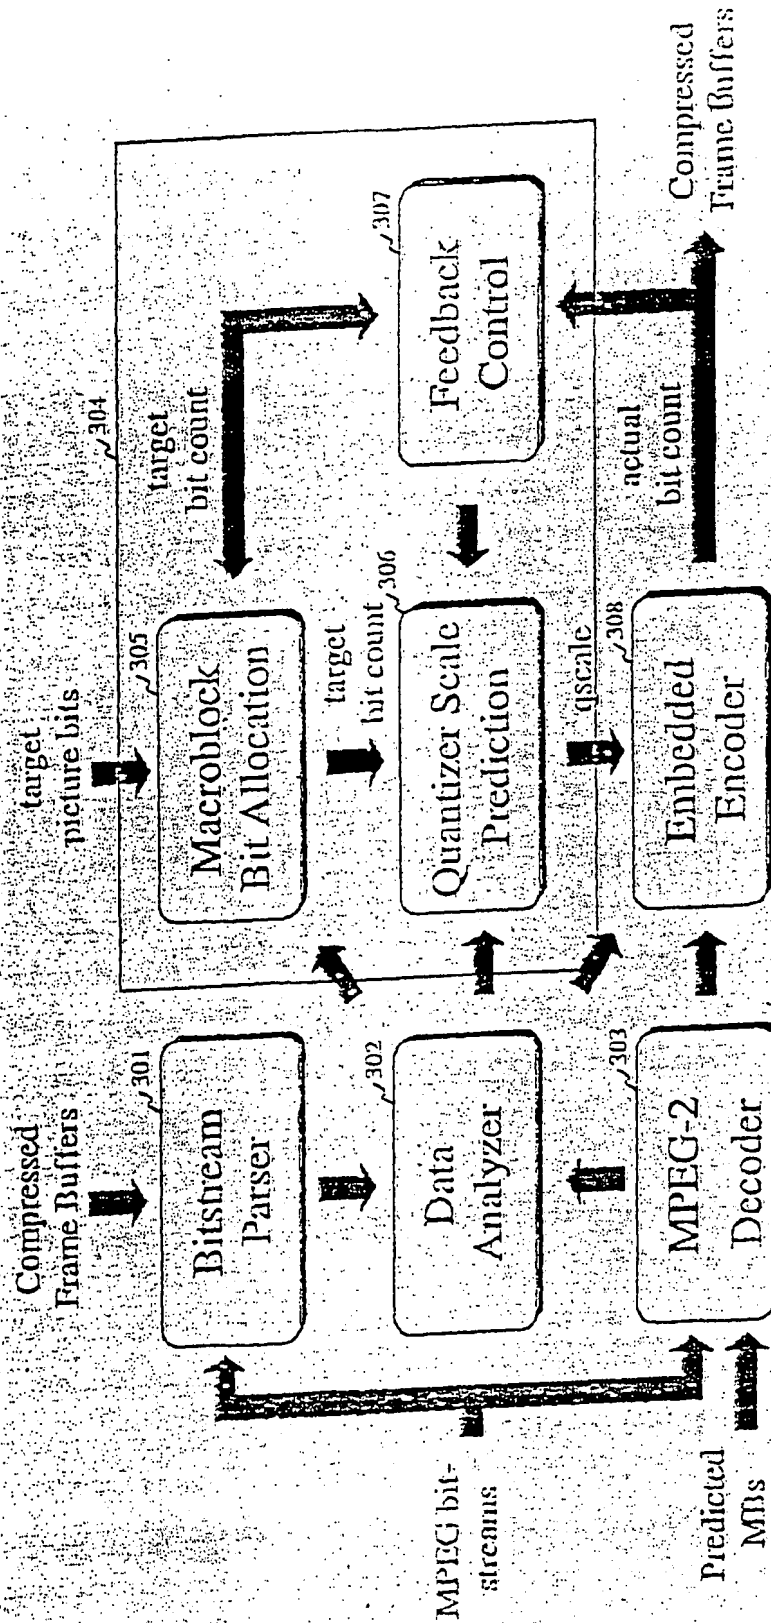 Compressed
Frame Buffers
301
Bitstream
Parser
302
Data
Analyzer
MPEG bit-
streams
303
MPEG-2
Decoder
Predicted
MBs
target
picture bits
304
305
Macroblock
Bit Allocation
target
bit count
target
bit count
306
Quantizer Scale
Prediction
307
Feedback
Control
qscale
308
Embedded
Encoder
actual
bit count
Compressed
Frame Buffers